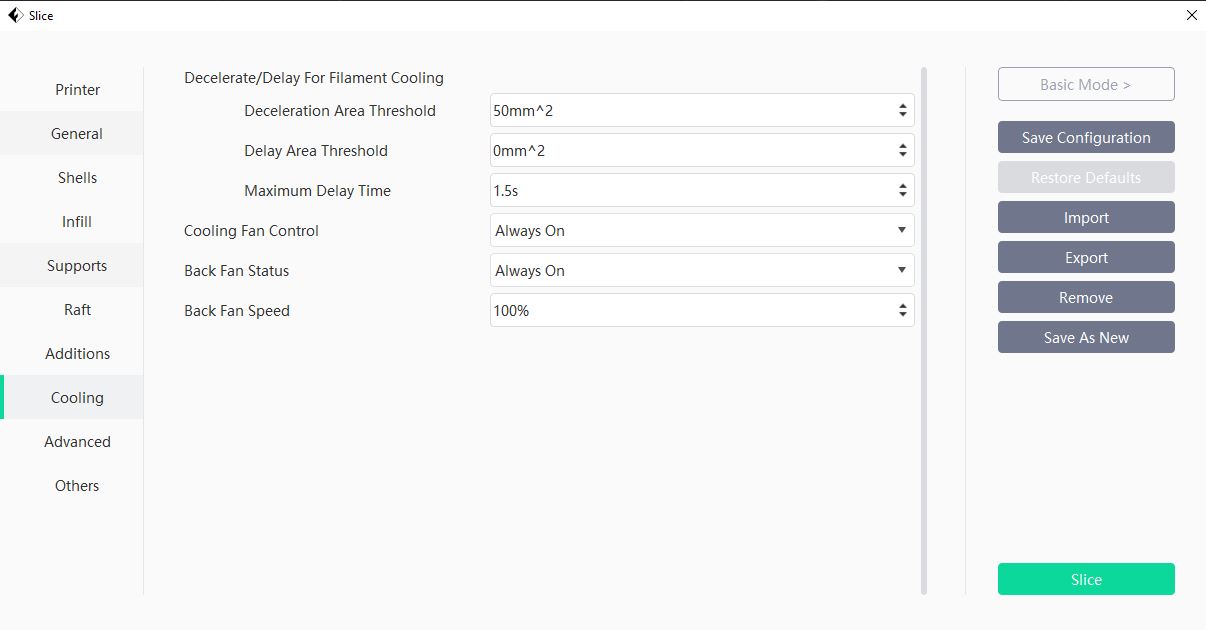 Slice
Printer
General
Shells
Infill
Supports
Raft
Additions
Cooling
Advanced
Others
Decelerate/Delay For Filament Cooling
Deceleration Area Threshold 50mm^2
Delay Area Threshold 0mm^2
Maximum Delay Time 1.5s
Cooling Fan Control Always On
Back Fan Status Always On
Back Fan Speed 100%
Basic Mode >
Save Configuration
Restore Defaults
Import
Export
Remove
Save As New
Slice